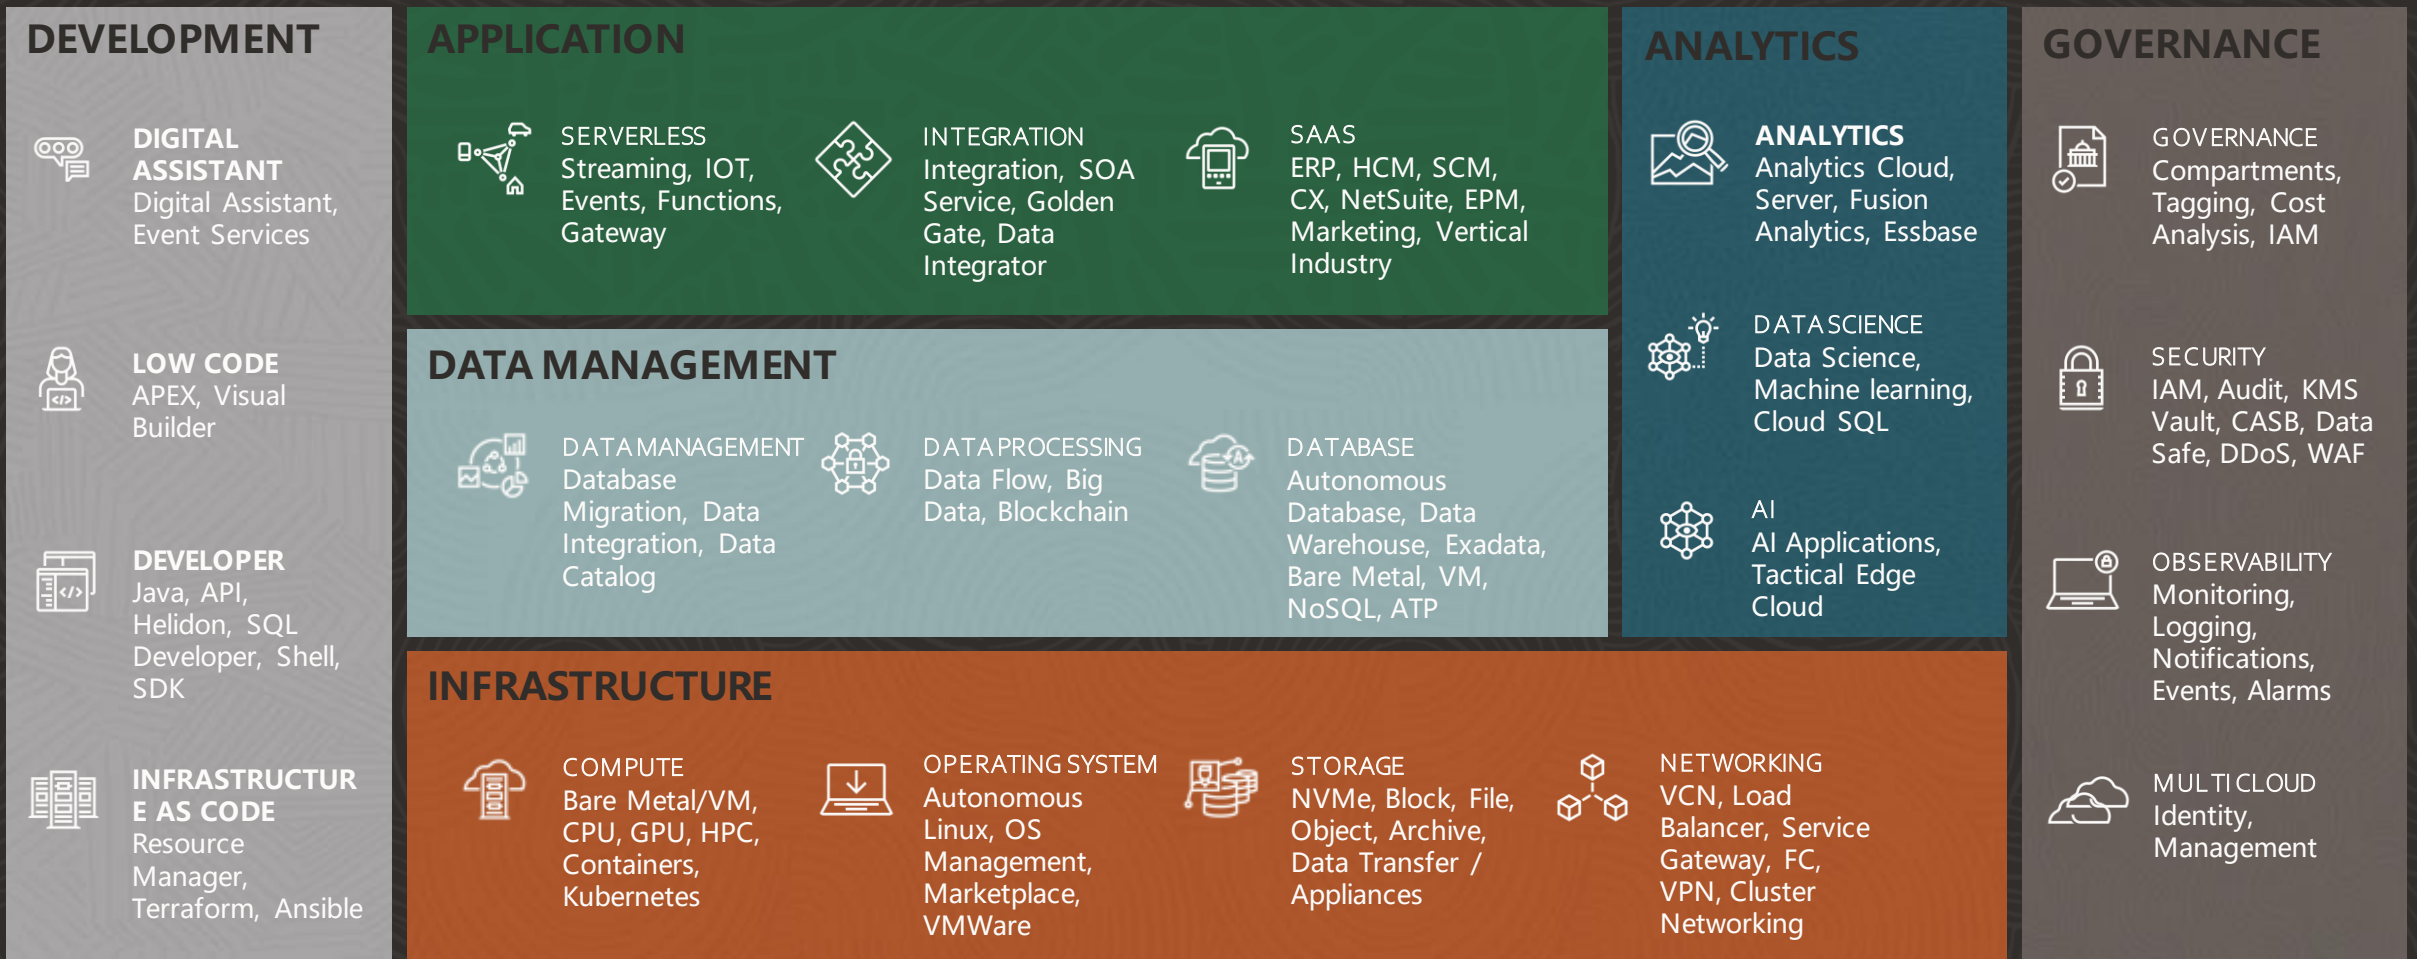 DEVELOPMENT
DIGITAL
ASSISTANT
Digital Assistant,
Event Services
LOW CODE
APEX, Visual
Builder
DEVELOPER
Java, API,
Helidon, SQL
Developer, Shell,
SDK
INFRASTRUCTUR
E AS CODE
Resource
Manager,
Terraform, Ansible
APPLICATION
SERVERLESS
Streaming, IOT,
Events, Functions,
Gateway
INTEGRATION
Integration, SOA
Service, Golden
Gate, Data
Integrator
SAAS
ERP, HCM, SCM,
CX, NetSuite, EPM,
Marketing, Vertical
Industry
DATA MANAGEMENT
DATA MANAGEMENT
Database
Migration, Data
Integration, Data
Catalog
DATA PROCESSING
Data Flow, Big
Data, Blockchain
DATABASE
Autonomous
Database, Data
Warehouse, Exadata,
Bare Metal, VM,
NoSQL, ATP
INFRASTRUCTURE
COMPUTE
Bare Metal/VM,
CPU, GPU, HPC,
Containers,
Kubernetes
OPERATING SYSTEM
Autonomous
Linux, OS
Management,
Marketplace,
VMWare
STORAGE
NVMe, Block, File,
Object, Archive,
Data Transfer /
Appliances
NETWORKING
VCN, Load
Balancer, Service
Gateway, FC,
VPN, Cluster
Networking
ANALYTICS
ANALYTICS
Analytics Cloud,
Server, Fusion
Analytics, Essbase
DATA SCIENCE
Data Science,
Machine learning,
Cloud SQL
AI
AI Applications,
Tactical Edge
Cloud
GOVERNANCE
GOVERNANCE
Compartments,
Tagging, Cost
Analysis, IAM
SECURITY
IAM, Audit, KMS
Vault, CASB, Data
Safe, DDoS, WAF
OBSERVABILITY
Monitoring,
Logging,
Notifications,
Events, Alarms
MULTI CLOUD
Identity,
Management